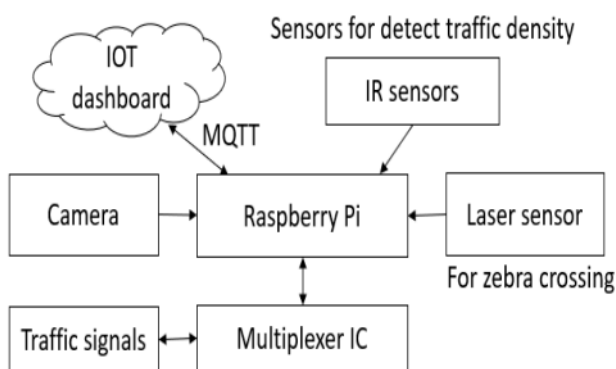 Sensors for detect traffic density
IOT
dashboard
IR sensors
MQTT
Camera
Raspberry Pi
Laser sensor
For zebra crossing
Traffic signals
Multiplexer IC